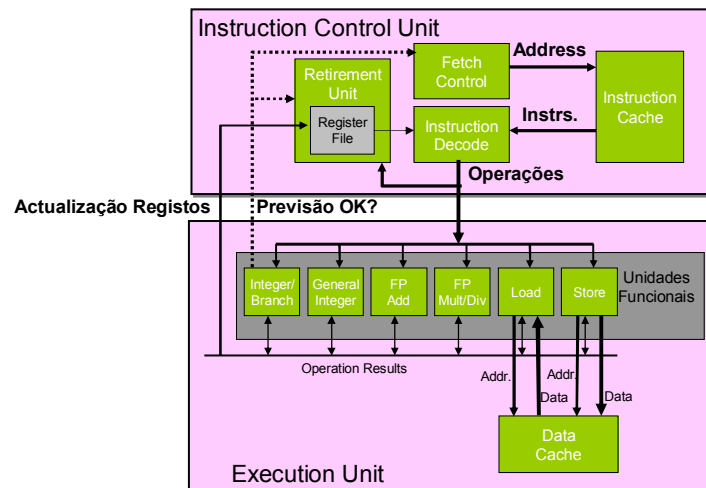 Instruction Control Unit
Address
Fetch
Control
Retirement
Unit
Instruction
Cache
Register
File
Instruction
Decode
Instrs.
Operações
Actualização Registos
Previsão OK?
Integer/
Branch
General
Integer
FP
Add
FP
Mult/Div
Load
Store
Unidades
Funcionais
Operation Results
Addr.
Data
Addr.
Data
Data
Cache
Execution Unit